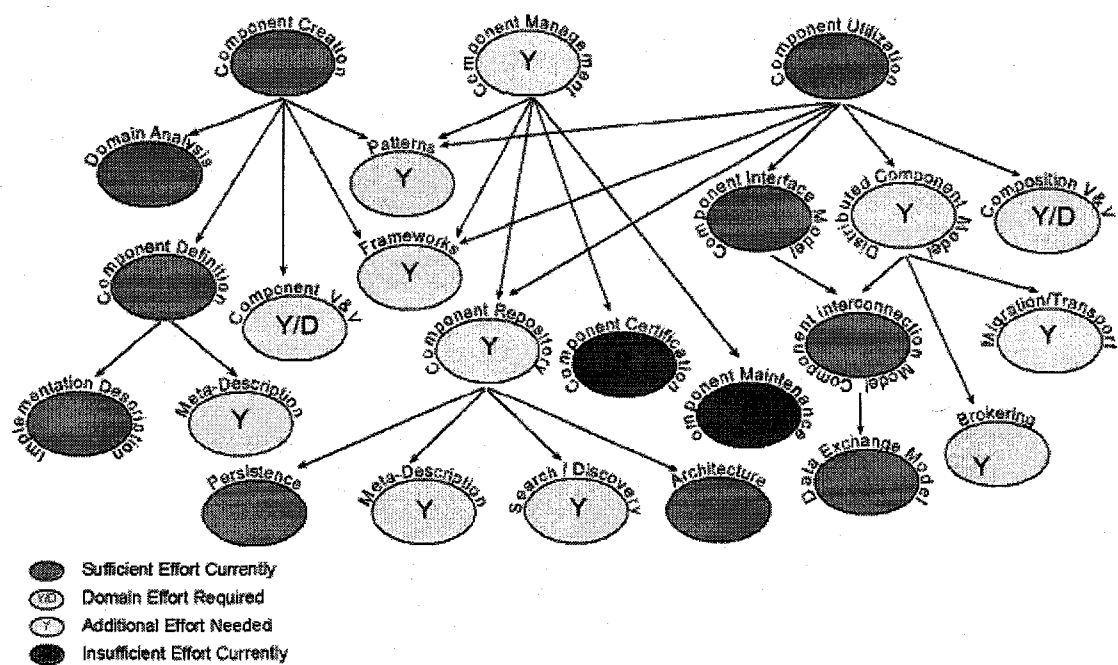 Component Creation
Component Management
Y
Component Utilization
Domain Analysis
Patterns
Y
Component Interface Model
Distributed Component Model
Y
Composition V&V
Y/D
Component Definition
Component V&V
Y/D
Frameworks
Y
Component Repository
Y
Component Certification
omponent Maintenance
Component Interconnection Model
Migration/Transport
Y
Implementation Description
Meta-Description
Y
Brokering
Y
Persistence
Meta-Description
Y
Search / Discovery
Y
Architecture
Data Exchange Model
Sufficient Effort Currently
Y/D Domain Effort Required
Y Additional Effort Needed
Insufficient Effort Currently